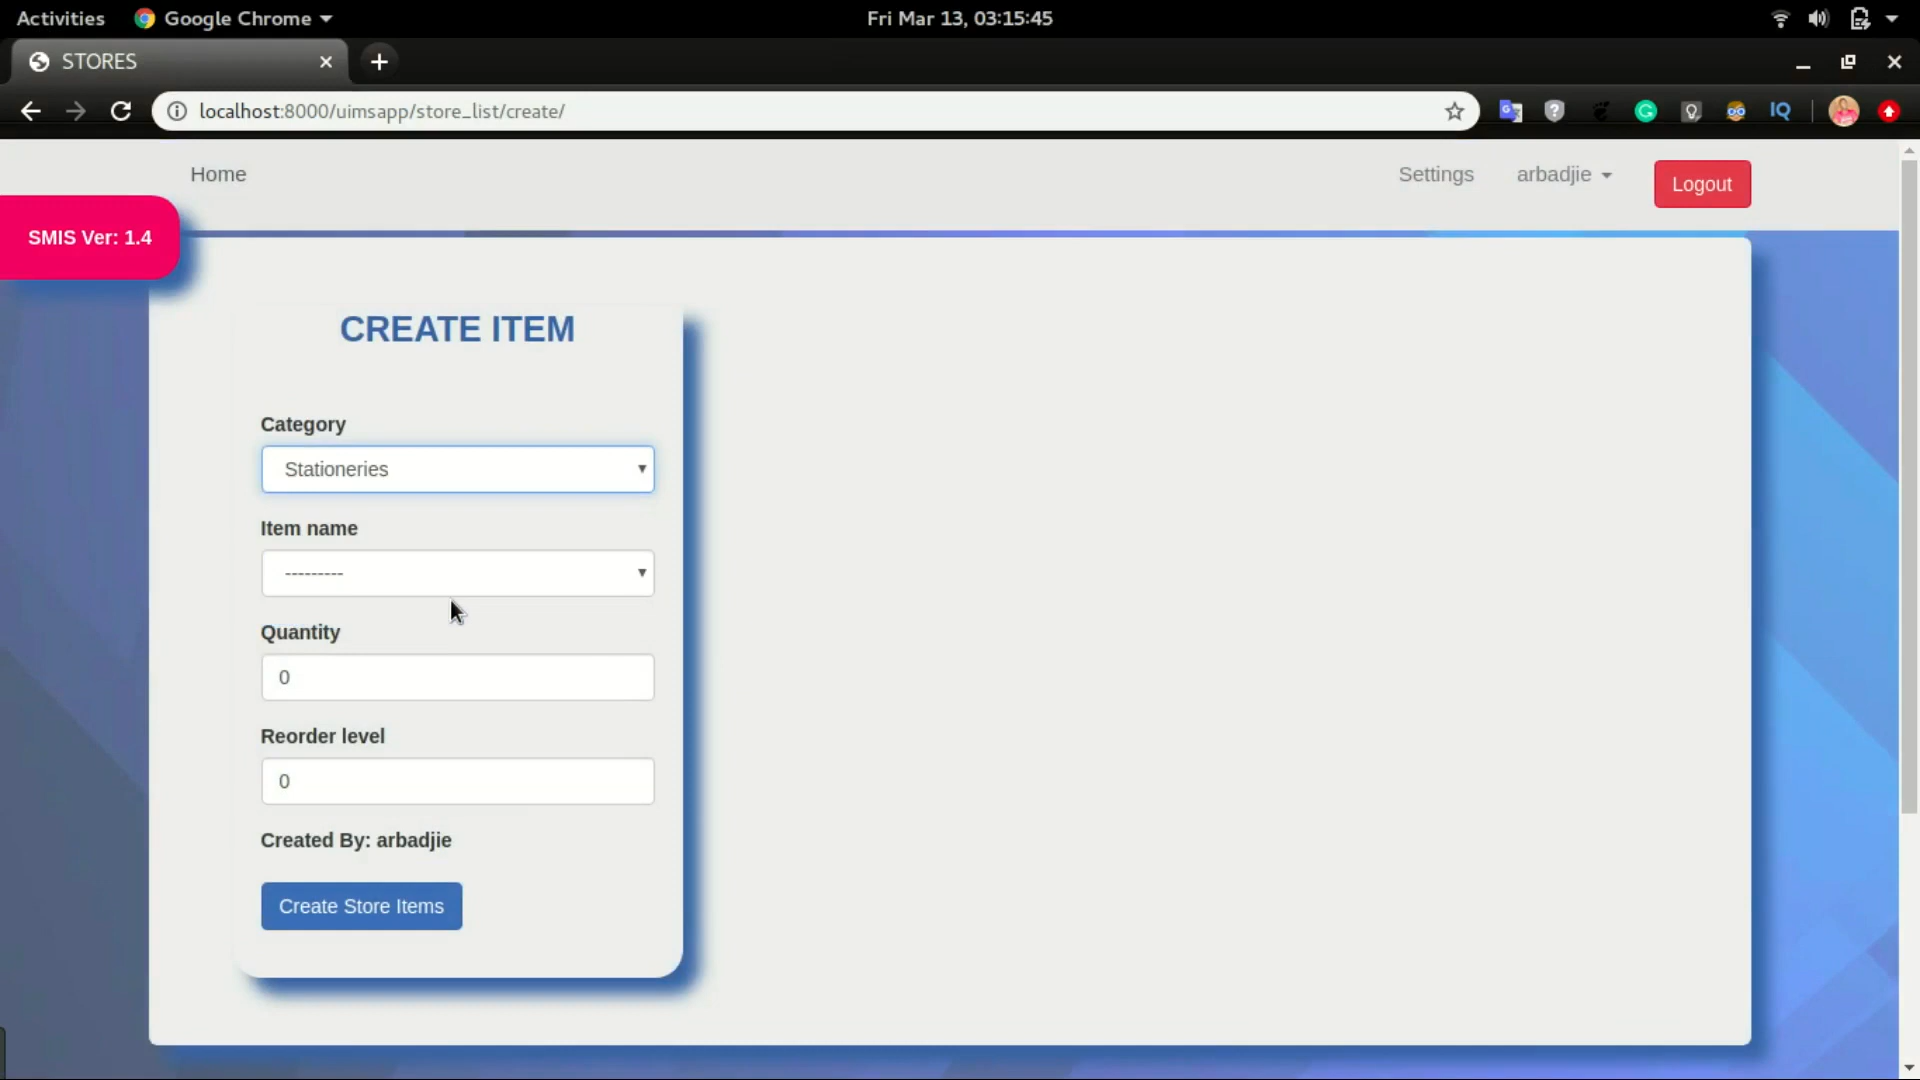 Activities
Google Chrome
Fri Mar 13, 03:15:45
STORES
localhost:8000/uimsapp/store_list/create/
IQ
Home
Settings
arbadjie
Logout
SMIS Ver: 1.4
CREATE ITEM
Category
Stationeries
Item name
---------
Quantity
0
Reorder level
0
Created By: arbadjie
Create Store Items